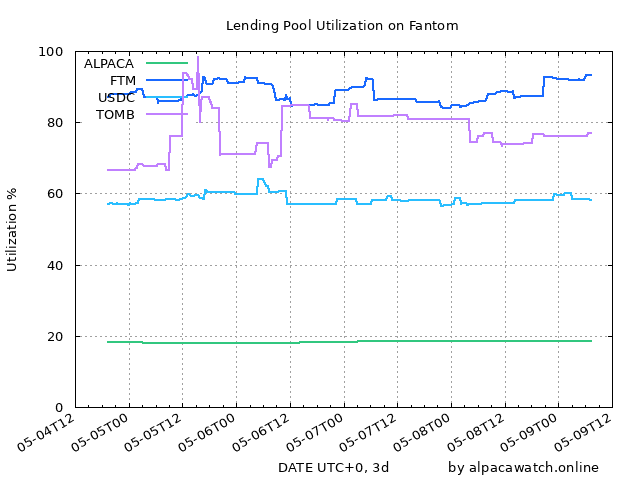 Lending Pool Utilization on Fantom
100
80
60
40
20
0
Utilization %
ALPACA
FTM
USDC
TOMB
05-04T12
05-05T00
05-05T12
05-06T00
05-06T12
05-07T00
05-07T12
05-08T00
05-08T12
05-09T00
05-09T12
DATE UTC+0, 3d
by alpacawatch.online